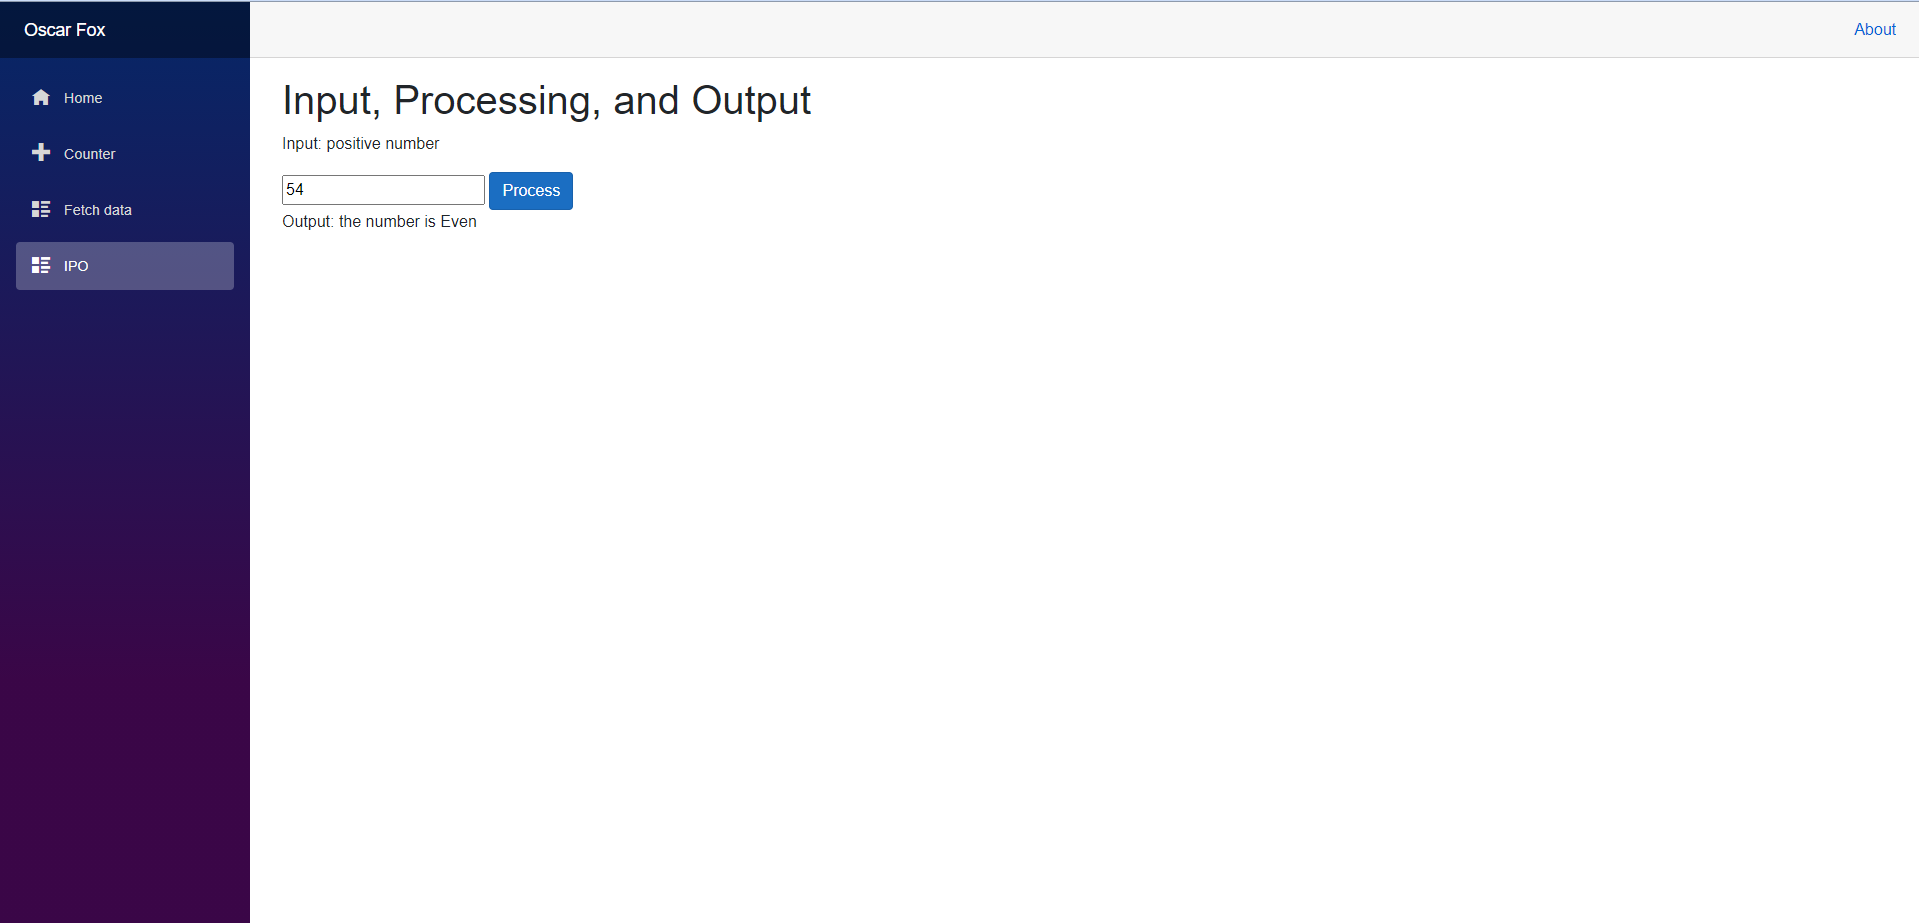 Oscar Fox
About
Home
Counter
Fetch data
IPO
Input, Processing, and Output
Input: positive number
54
Process
Output: the number is Even